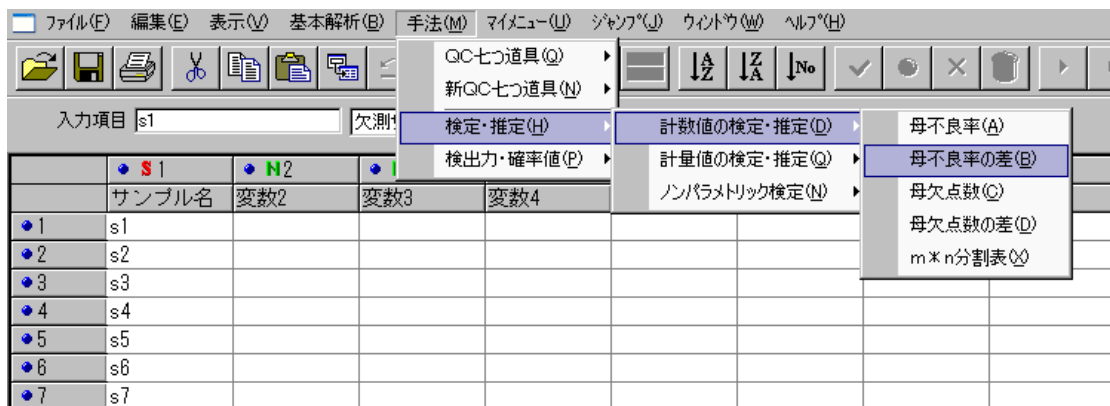 ファイル(F) 編集(E) 表示(V) 基本解析(B) 手法(M) マイメニュー(U) ジャンプ(J) ウィンドウ(W) ヘルプ(H)
QC七つ道具(Q)
新QC七つ道具(N)
検定・推定(H)
検出力・確率値(P)
計数値の検定・推定(D)
計量値の検定・推定(Q)
ノンパラメトリック検定(N)
母不良率(A)
母不良率の差(B)
母欠点数(C)
母欠点数の差(D)
m*n分割表(X)
A Z
Z A
No
入力項目 s1 欠測
S 1 N 2
サンプル名 変数2 変数3 変数4
1 s1
2 s2
3 s3
4 s4
5 s5
6 s6
7 s7